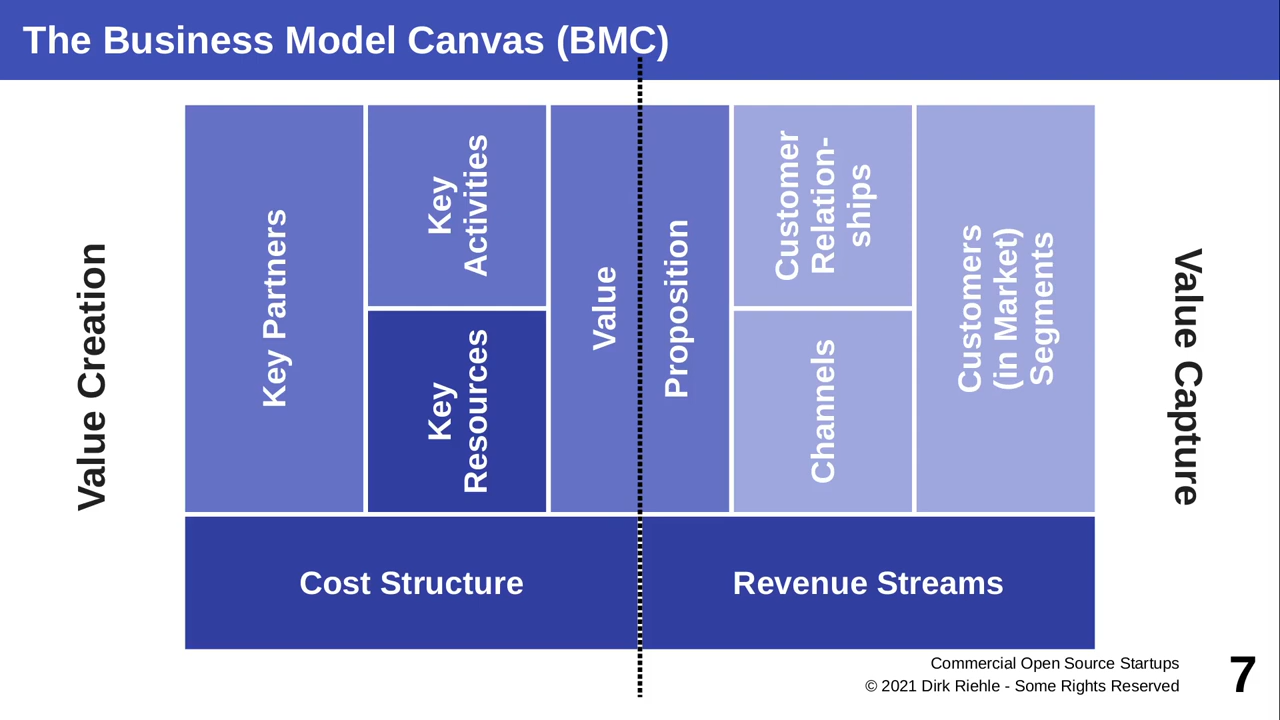 The Business Model Canvas (BMC)
Value Creation
Key Partners
Key
Activities
Key
Resources
Value
Proposition
Customer
Relation-
ships
Channels
Customers
(in Market)
Segments
Value Capture
Cost Structure
Revenue Streams
Commercial Open Source Startups
© 2021 Dirk Riehle - Some Rights Reserved
7